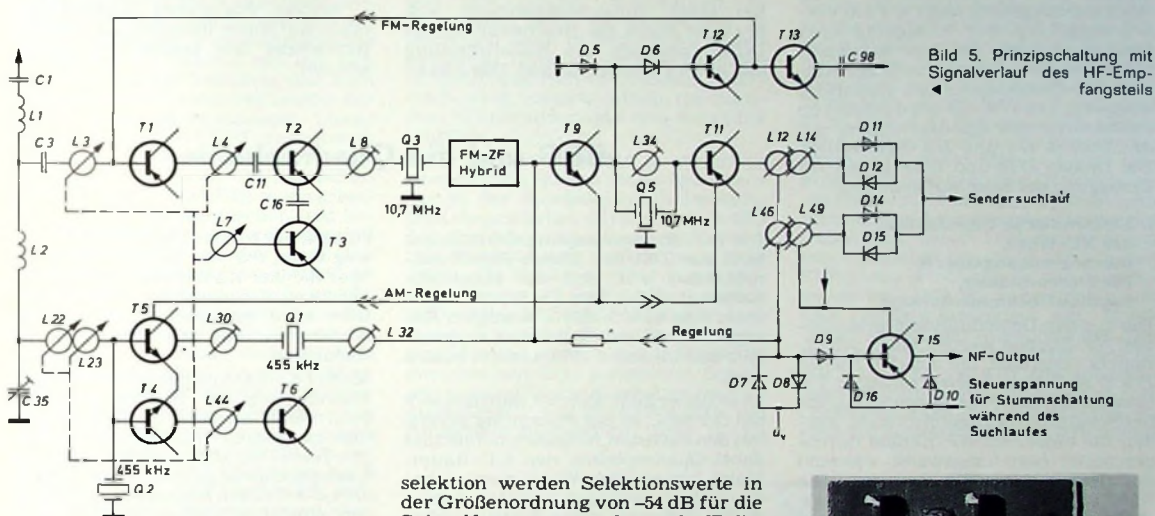 FM-Regelung
D5
D6
T12
T13
C98
Bild 5. Prinzipschaltung mit
Signalverlauf des HF-Emp-
◄ fangsteils
C1
L1
C3
L3
T1
L4
C11
T2
L8
Q3
10,7 MHz
FM-ZF
Hybrid
T9
L34
Q5
10,7 MHz
T11
L12
L14
D11
D12
Sendersuchlauf
C16
L7
T3
L46
L49
D14
D15
L2
T5
AM-Regelung
L22
L23
L30
Q1
455 kHz
L32
Regelung
D9
T15
NF-Output
D7
D8
D16
D10
Steuerspannung
für Stummschaltung
während des
Suchlaufes
uv
C35
T4
L44
T6
455 kHz
Q2
selektion werden Selektionswerte in
der Größenordnung von –54 dB für die